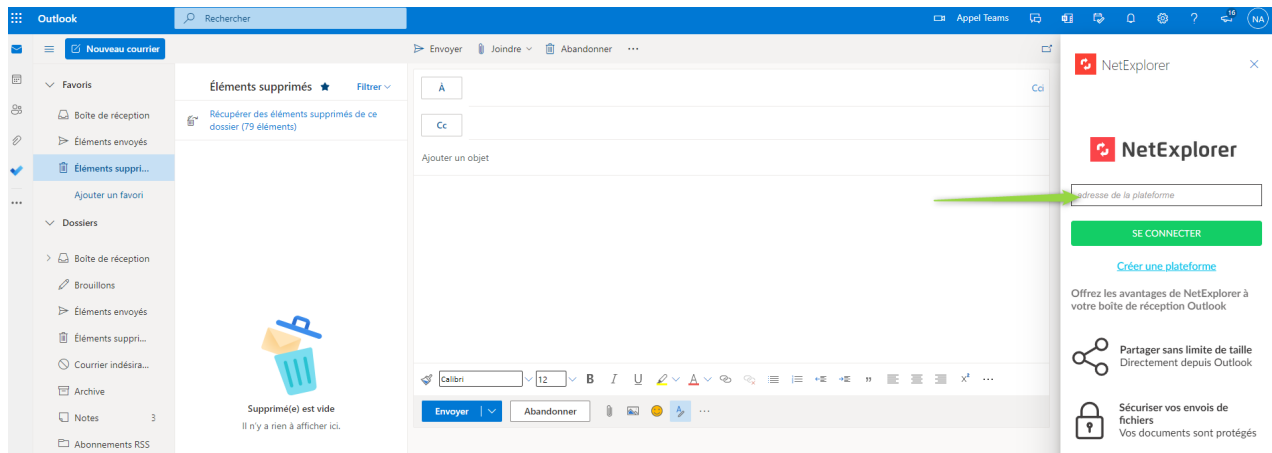 Outlook
Rechercher
Appel Teams
16
NA
Nouveau courrier
Envoyer
Joindre
Abandonner
Favoris
Boîte de réception
Éléments envoyés
Éléments suppri...
Ajouter un favori
Dossiers
Boîte de réception
Brouillons
Éléments envoyés
Éléments suppri...
Courrier indésira...
Archive
Notes 3
Abonnements RSS
Éléments supprimés
Filtrer
Récupérer des éléments supprimés de ce
dossier (79 éléments)
Supprimé(e) est vide
Il n'y a rien à afficher ici.
À
Cci
Cc
Ajouter un objet
Calibri
12
B I U
Envoyer
Abandonner
NetExplorer
NetExplorer
adresse de la plateforme
SE CONNECTER
Créer une plateforme
Offrez les avantages de NetExplorer à
votre boîte de réception Outlook
Partager sans limite de taille
Directement depuis Outlook
Sécuriser vos envois de
fichiers
Vos documents sont protégés